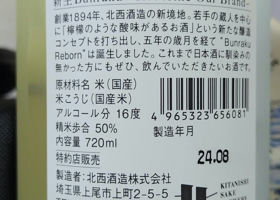 創業1894年、北西酒造の新境地。若手の蔵人を中心
に「檸檬のような酸味があるお酒」という新たな醸造
コンセプトを打ち出し、五年の歳月を経て"Bunraku
Reborn"は誕生しました。これまで日本酒に馴染みの
無かった方にもぜひ、飲んでいただきたいお酒です。
原材料名 米(国産)
米こうじ(国産米)
アルコール分 16度
精米歩合 50%
内容量 720ml
特約店販売
4965323656081
製造年月
24.08
製造者:北西酒造株式会社
埼玉県上尾市上町2-5-5
KITANISHI
SAKE